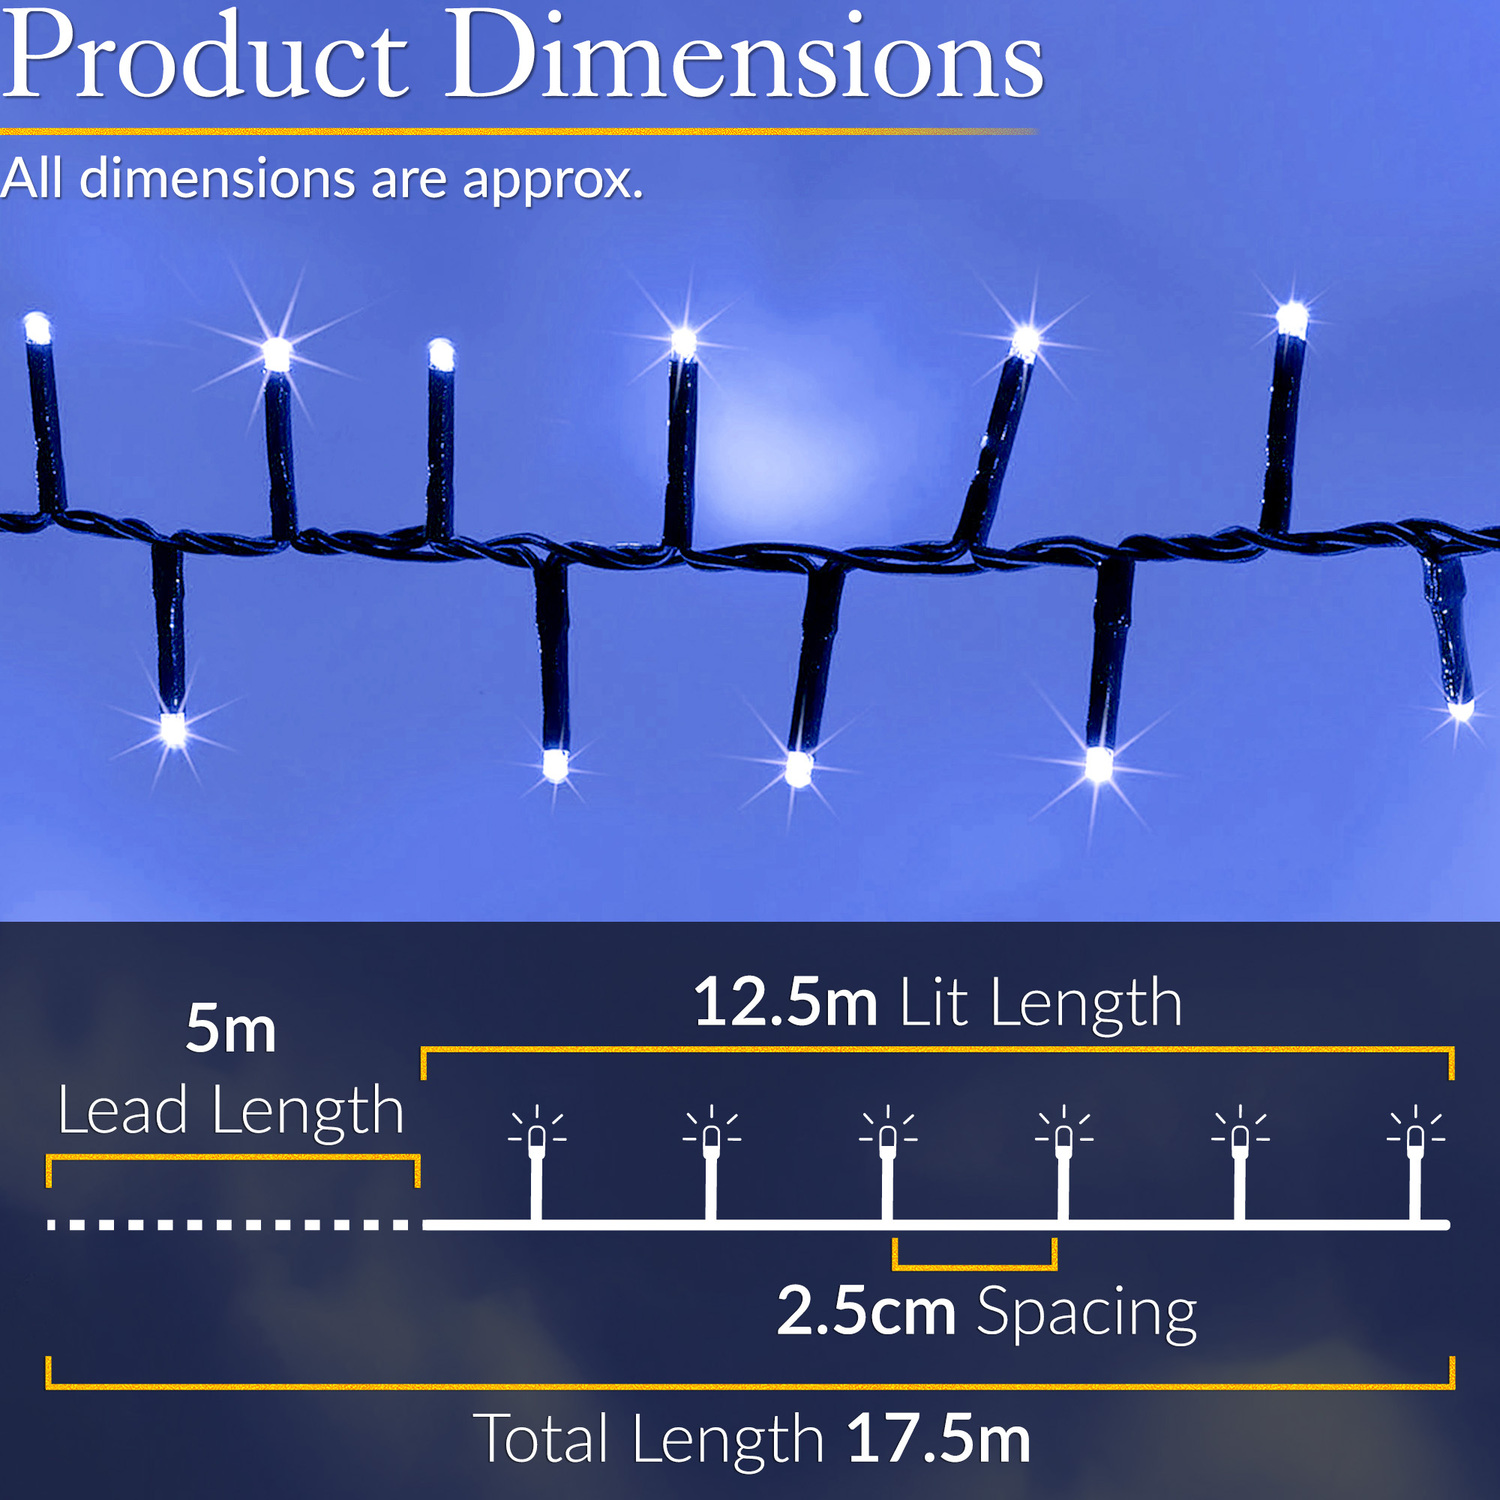 Product Dimensions
All dimensions are approx.
12.5m Lit Length
5m
Lead Length
2.5cm Spacing
Total Length 17.5m